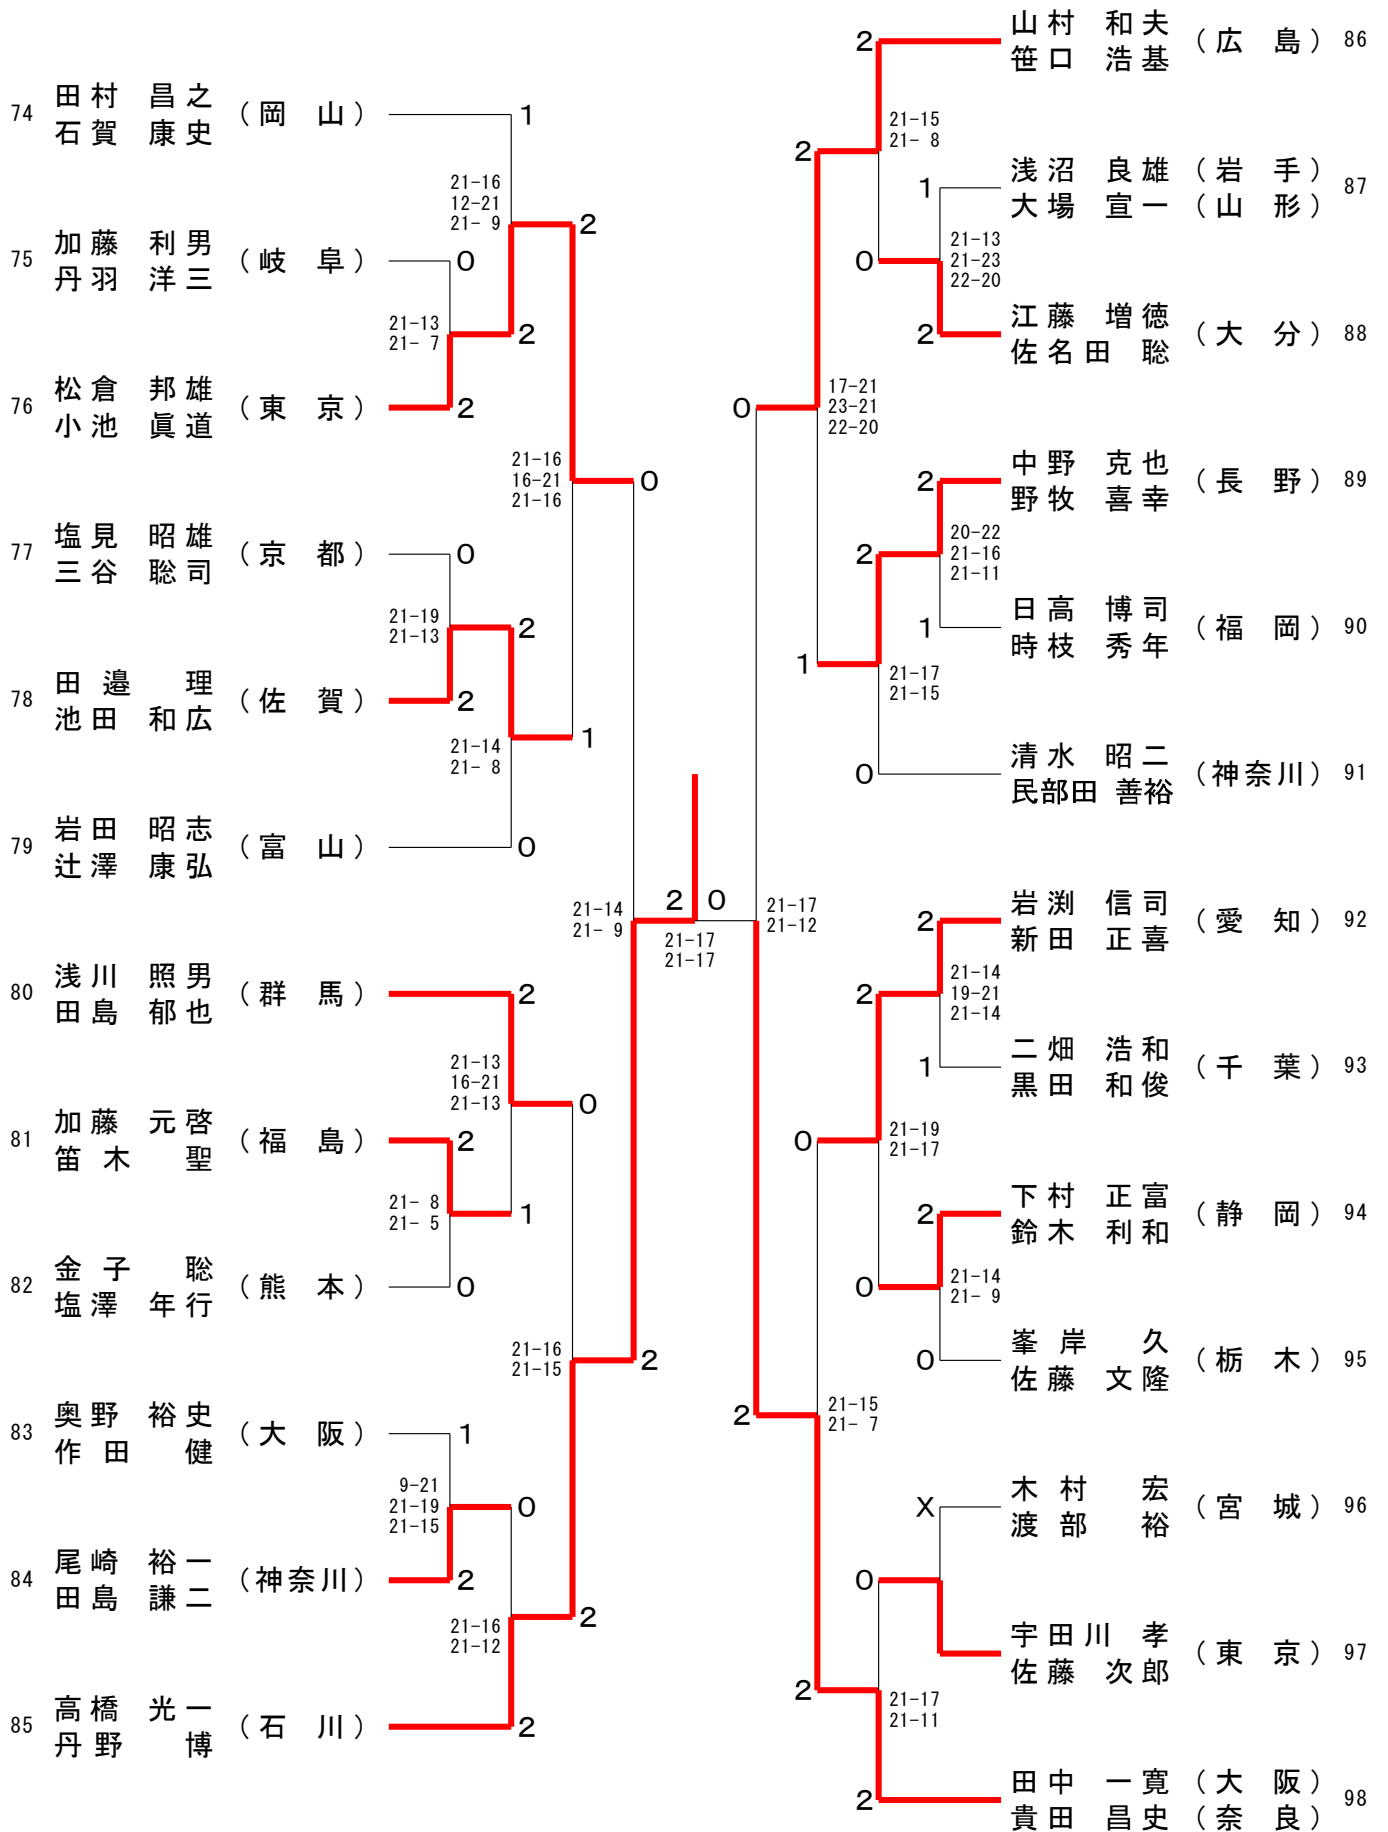 74 田村 昌之 (岡山) 1
石賀 康史
21-16
12-21
21- 9
2
75 加藤 利男 (岐阜) 0
丹羽 洋三
21-13
21- 7
2
76 松倉 邦雄 (東京) 2
小池 眞道
21-16
16-21
21-16
0
77 塩見 昭雄 (京都) 0
三谷 聡司
21-19
21-13
2
78 田邉 理 (佐賀) 2
池田 和広
21-14
21- 8
1
79 岩田 昭志 (富山) 0
辻澤 康弘
21-14
21- 9
2 0
21-17
21-17
80 浅川 照男 (群馬) 2
田島 郁也
21-13
16-21
21-13
0
81 加藤 元啓 (福島) 2
笛木 聖
21- 8
21- 5
1
82 金子 聡 (熊本) 0
塩澤 年行
21-16
21-15
2
83 奥野 裕史 (大阪) 1
作田 健
9-21
21-19
21-15
0
84 尾崎 裕一 (神奈川) 2
田島 謙二
21-16
21-12
2
85 高橋 光一 (石川) 2
丹野 博
2 山村 和夫 (広島) 86
笹口 浩基
2
21-15
21- 8
1 浅沼 良雄 (岩手) 87
大場 宣一 (山形)
0
21-13
21-23
22-20
2 江藤 増徳 (大分) 88
佐名田 聡
0
17-21
23-21
22-20
2 中野 克也 (長野) 89
野牧 喜幸
2
20-22
21-16
21-11
1 日高 博司 (福岡) 90
時枝 秀年
1
21-17
21-15
0 清水 昭二 (神奈川) 91
民部田 善裕
21-17
21-12
2 岩渕 信司 (愛知) 92
新田 正喜
2
21-14
19-21
21-14
1 二畑 浩和 (千葉) 93
黒田 和俊
0
21-19
21-17
2 下村 正富 (静岡) 94
鈴木 利和
0
21-14
21- 9
0 峯岸 久 (栃木) 95
佐藤 文隆
2
21-15
21- 7
X 木村 宏 (宮城) 96
渡部 裕
0
宇田川 孝 (東京) 97
佐藤 次郎
2
21-17
21-11
2 田中 一寛 (大阪) 98
貴田 昌史 (奈良)